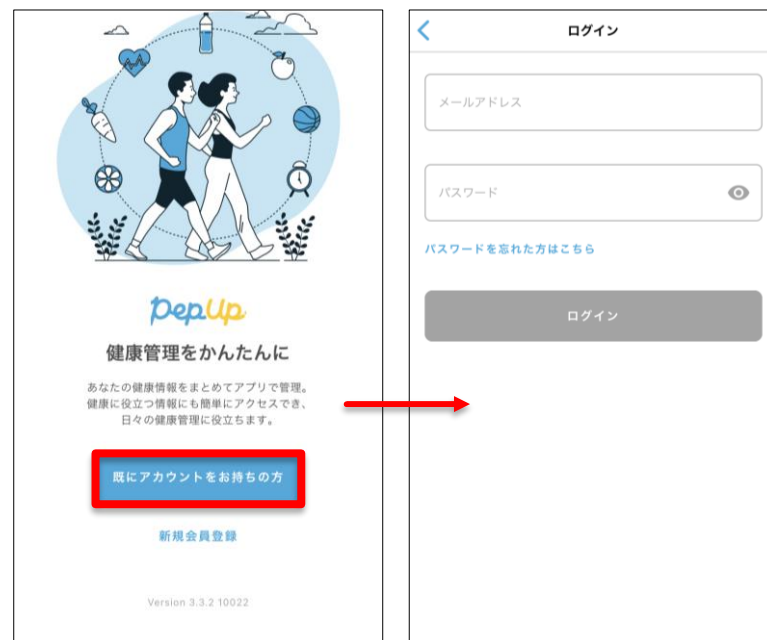 PepUp
健康管理をかんたんに
あなたの健康情報をまとめてアプリで管理。
健康に役立つ情報にも簡単にアクセスでき、
日々の健康管理に役立ちます。
既にアカウントをお持ちの方
新規会員登録
Version 3.3.2 10022
ログイン
メールアドレス
パスワード
パスワードを忘れた方はこちら
ログイン